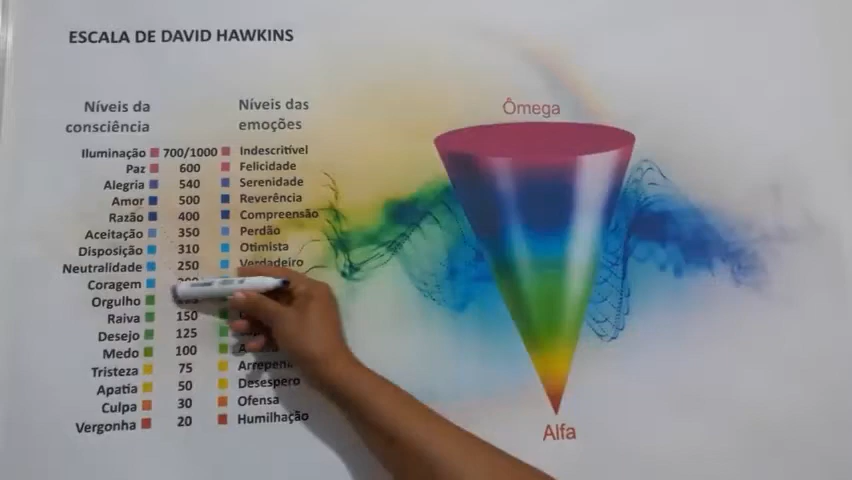 ESCALA DE DAVID HAWKINS
Níveis da
consciência
Níveis das
emoções
Iluminação 700/1000 Indescritível
Paz 600 Felicidade
Alegria 540 Serenidade
Amor 500 Reverência
Razão 400 Compreensão
Aceitação 350 Perdão
Disposição 310 Otimista
Neutralidade 250 Verdadeiro
Coragem
Orgulho
Raiva 150
Desejo 125
Medo 100
Tristeza 75
Apatia 50 Desespero
Culpa 30 Ofensa
Vergonha 20 Humilhação
Ômega
Alfa